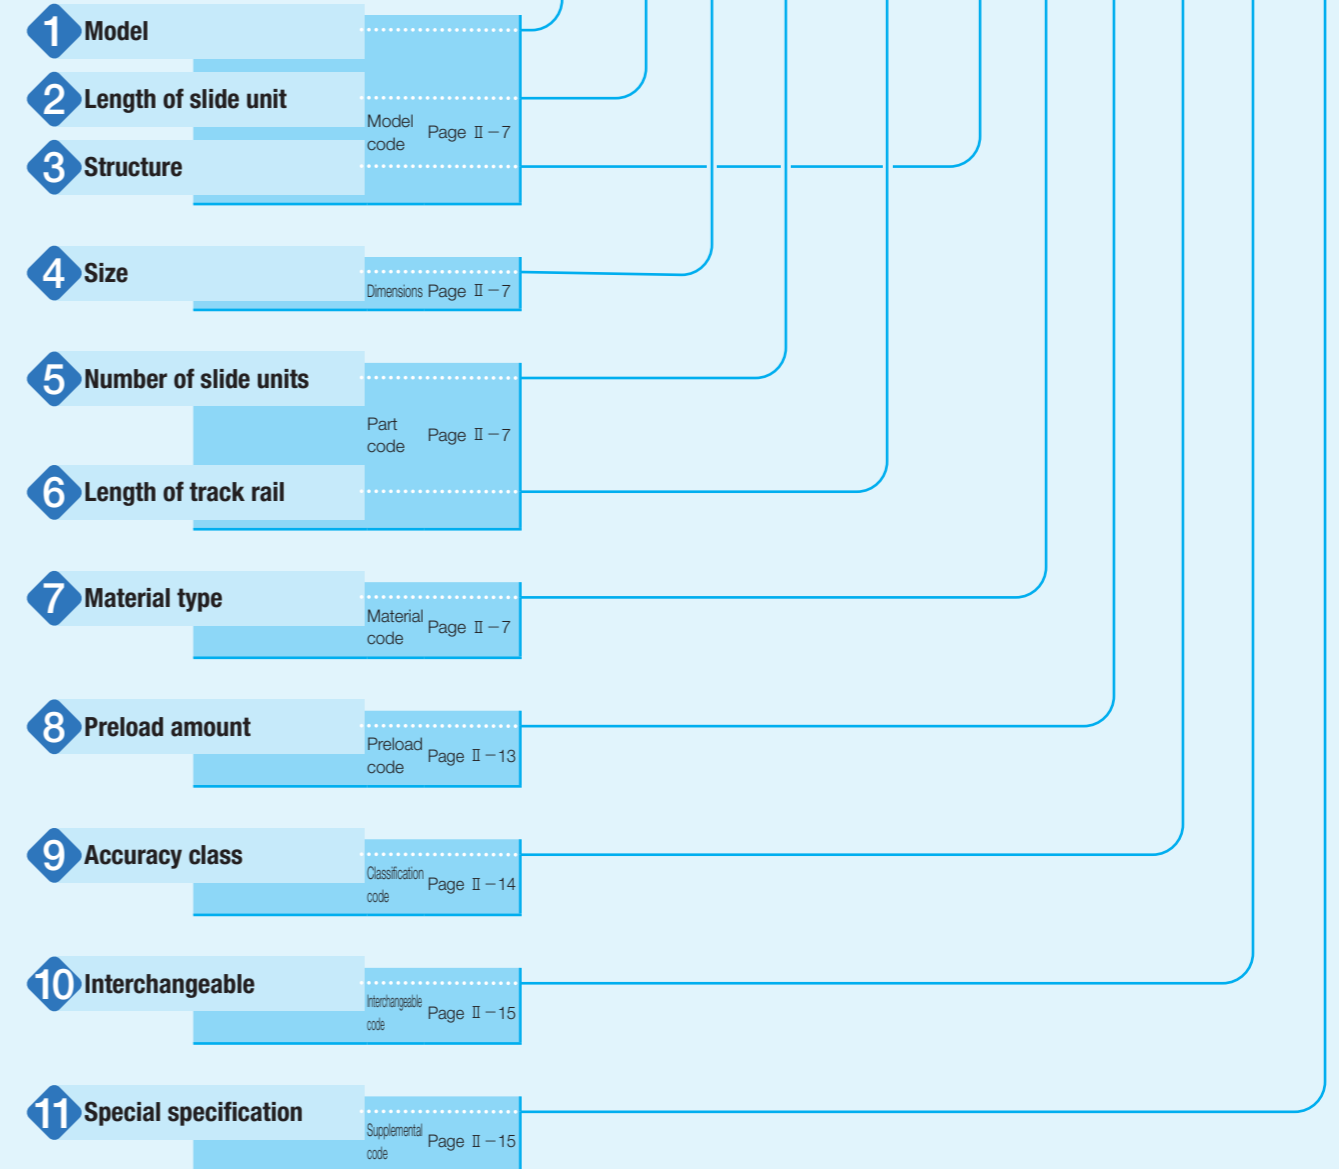 1 Model
2 Length of slide unit
Model code Page Ⅱ－7
3 Structure
4 Size
Dimensions Page Ⅱ－7
5 Number of slide units
Part code Page Ⅱ－7
6 Length of track rail
7 Material type
Material code Page Ⅱ－7
8 Preload amount
Preload code Page Ⅱ－13
9 Accuracy class
Classification code Page Ⅱ－14
10 Interchangeable
Interchangeable code Page Ⅱ－15
11 Special specification
Supplemental code Page Ⅱ－15